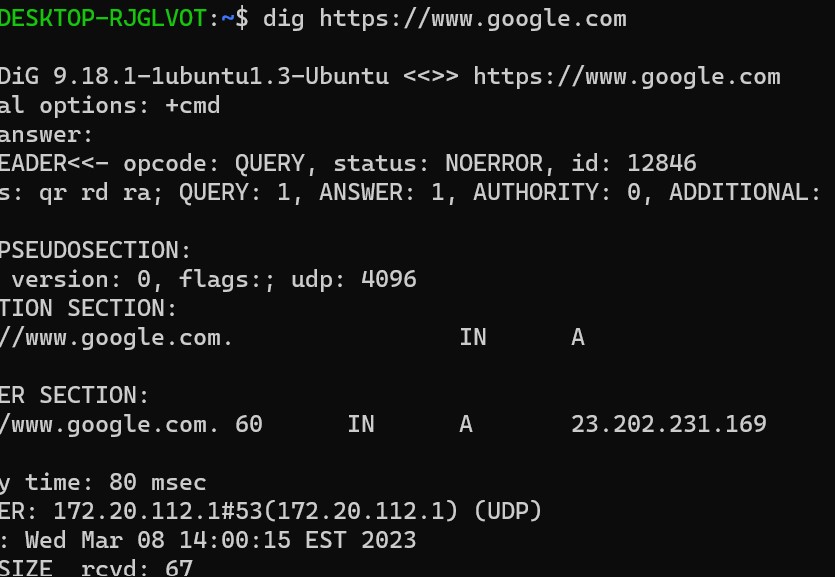 DESKTOP-RJGLVOT:~$ dig https://www.google.com
DiG 9.18.1-1ubuntu1.3-Ubuntu <<>> https://www.google.com
al options: +cmd
answer:
EADER<<- opcode: QUERY, status: NOERROR, id: 12846
s: qr rd ra; QUERY: 1, ANSWER: 1, AUTHORITY: 0, ADDITIONAL:
PSEUDOSECTION:
version: 0, flags:; udp: 4096
TION SECTION:
//www.google.com. IN A
ER SECTION:
/www.google.com. 60 IN A 23.202.231.169
y time: 80 msec
ER: 172.20.112.1#53(172.20.112.1) (UDP)
: Wed Mar 08 14:00:15 EST 2023
SIZE rcvd: 67